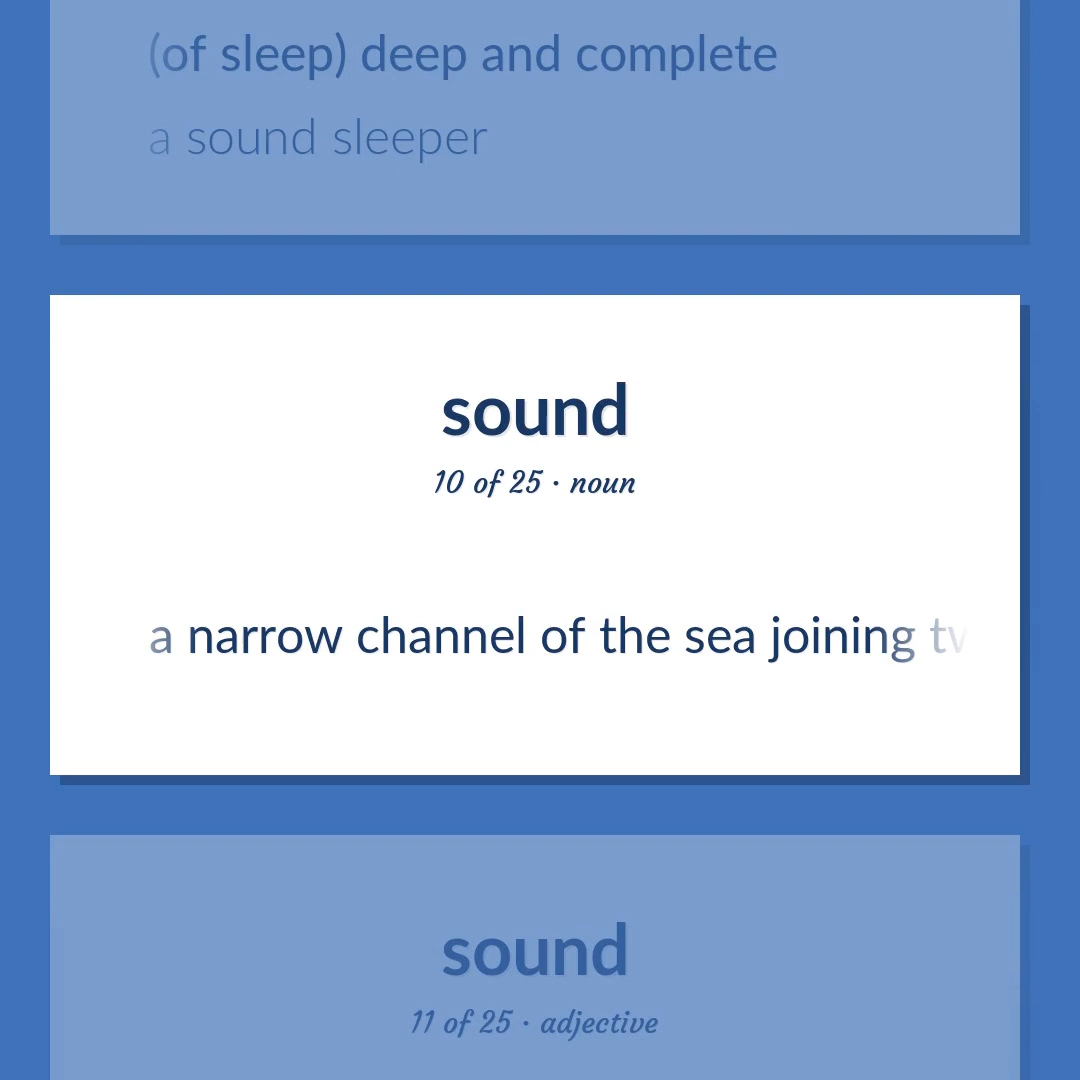 (of sleep) deep and complete
a sound sleeper
sound
10 of 25 · noun
a narrow channel of the sea joining
sound
11 of 25 · adjective